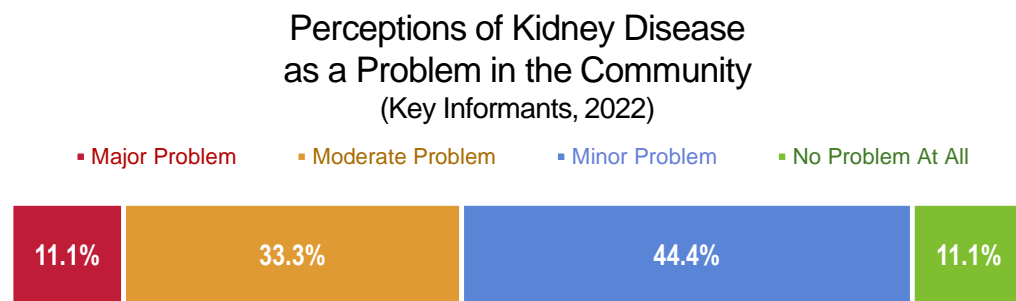 Perceptions of Kidney Disease
as a Problem in the Community
(Key Informants, 2022)
Major Problem Moderate Problem Minor Problem No Problem At All
11.1% 33.3% 44.4% 11.1%